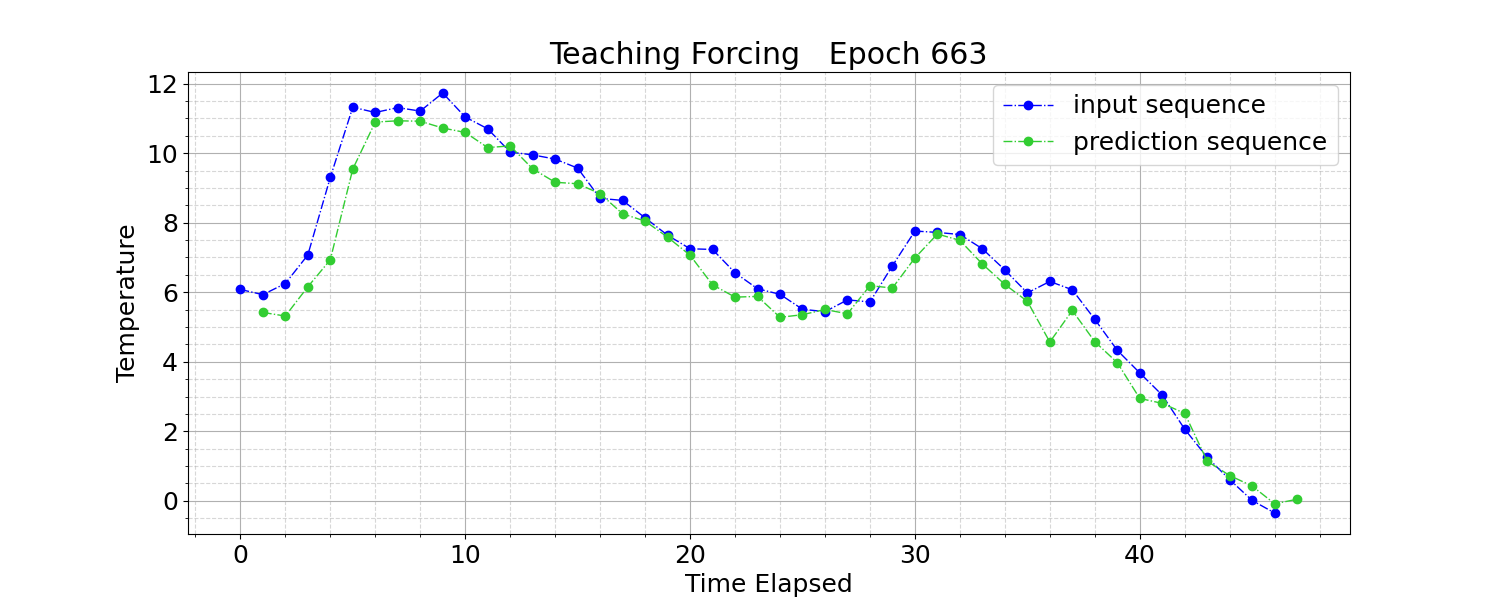 Teaching Forcing   Epoch 663
12
10
8
6
4
2
0
Temperature
input sequence
prediction sequence
0 10 20 30 40
Time Elapsed